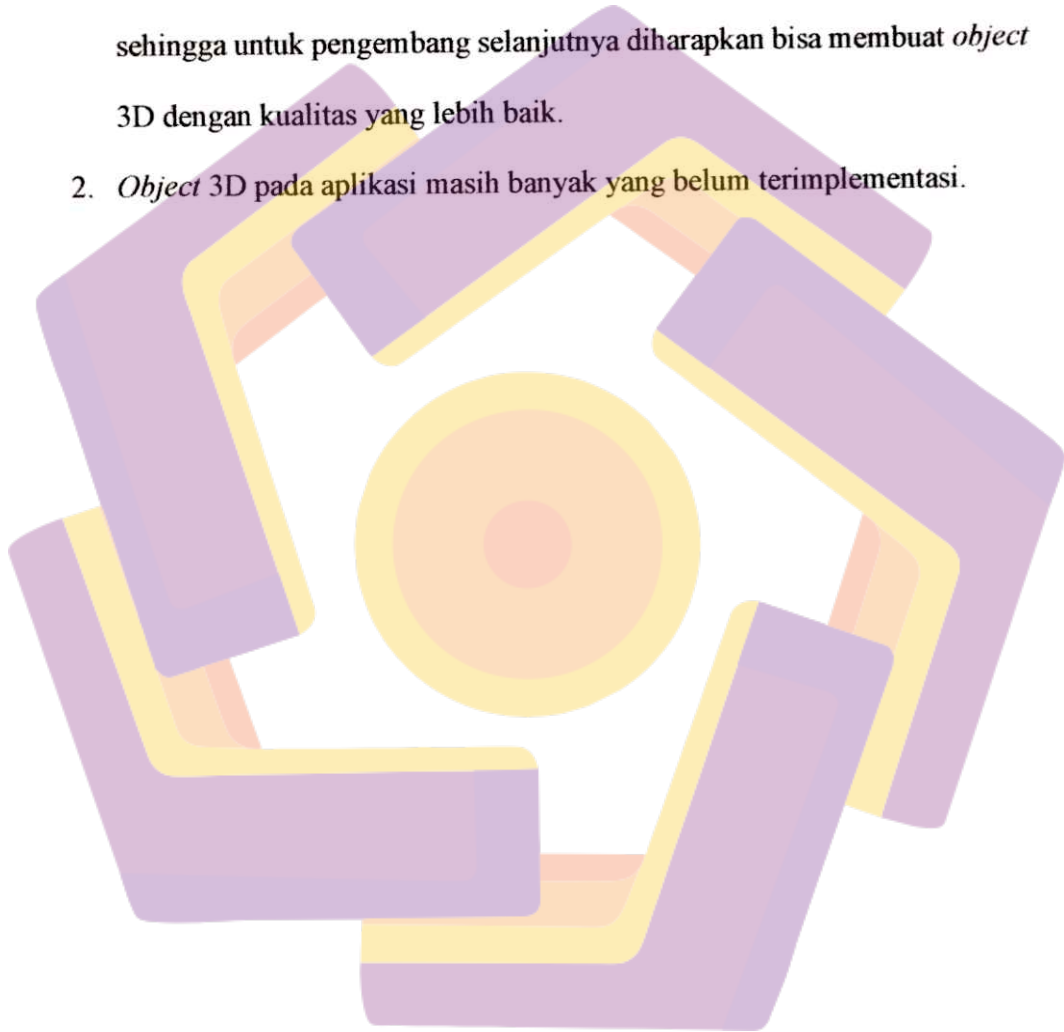 sehingga untuk pengembang selanjutnya diharapkan bisa membuat object
3D dengan kualitas yang lebih baik.
2. Object 3D pada aplikasi masih banyak yang belum terimplementasi.